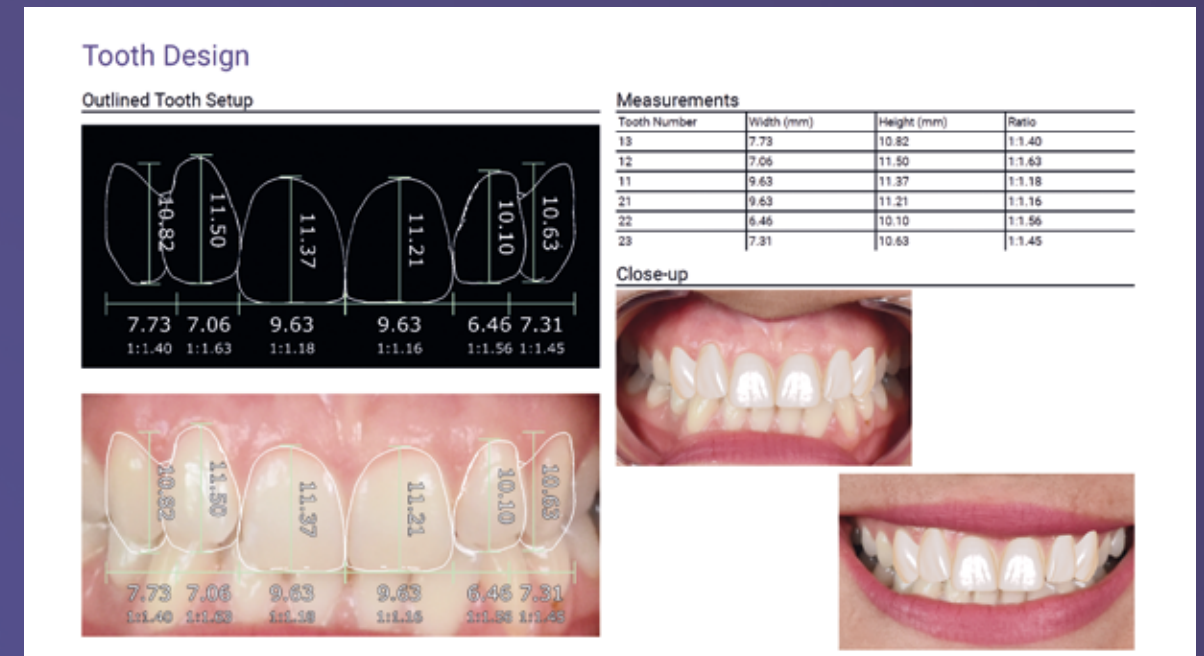 Tooth Design
Outlined Tooth Setup
10.82 11.50 11.37 11.21 10.10 10.63
7.73 7.06 9.63 9.63 6.46 7.31
1:1.40 1:1.63 1:1.18 1:1.16 1:1.56 1:1.45
10.82 11.50 11.37 11.21 10.10 10.63
7.73 7.06 9.63 9.63 6.46 7.31
1:1.40 1:1.63 1:1.18 1:1.16 1:1.56 1:1.45
Measurements
Tooth Number Width (mm) Height (mm) Ratio
13 7.73 10.82 1:1.40
12 7.06 11.50 1:1.63
11 9.63 11.37 1:1.18
21 9.63 11.21 1:1.16
22 6.46 10.10 1:1.56
23 7.31 10.63 1:1.45
Close-up